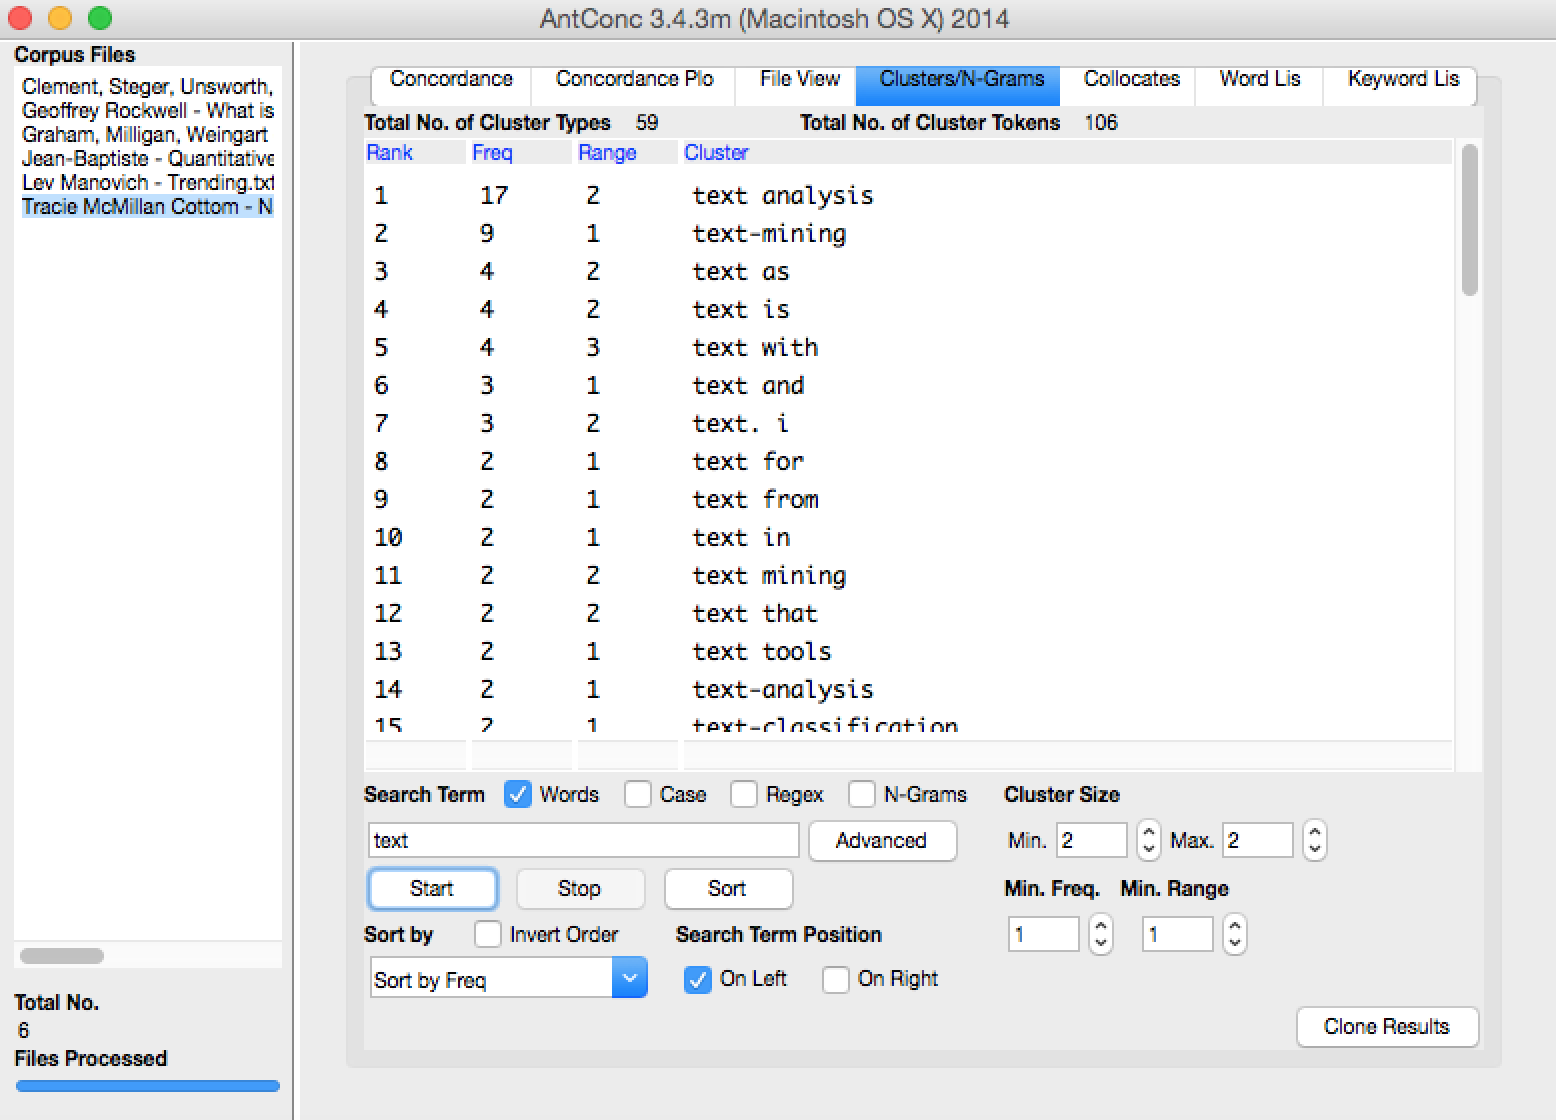 AntConc 3.4.3m (Macintosh OS X) 2014
Corpus Files
Clement, Steger, Unsworth,
Geoffrey Rockwell - What is
Graham, Milligan, Weingart
Jean-Baptiste - Quantitative
Lev Manovich - Trending.txt
Tracie McMillan Cottom - N
Total No.
6
Files Processed
Concordance Concordance Plo File View Clusters/N-Grams Collocates Word Lis Keyword Lis
Total No. of Cluster Types 59 Total No. of Cluster Tokens 106
Rank Freq Range Cluster
1 17 2 text analysis
2 9 1 text-mining
3 4 2 text as
4 4 2 text is
5 4 3 text with
6 3 1 text and
7 3 2 text. i
8 2 1 text for
9 2 1 text from
10 2 1 text in
11 2 2 text mining
12 2 2 text that
13 2 1 text tools
14 2 1 text-analysis
15 2 1 text-classification
Search Term Words Case Regex N-Grams Cluster Size
text Advanced Min. 2 Max. 2
Start Stop Sort Min. Freq. Min. Range
Sort by Invert Order Search Term Position 1 1
Sort by Freq On Left On Right
Clone Results